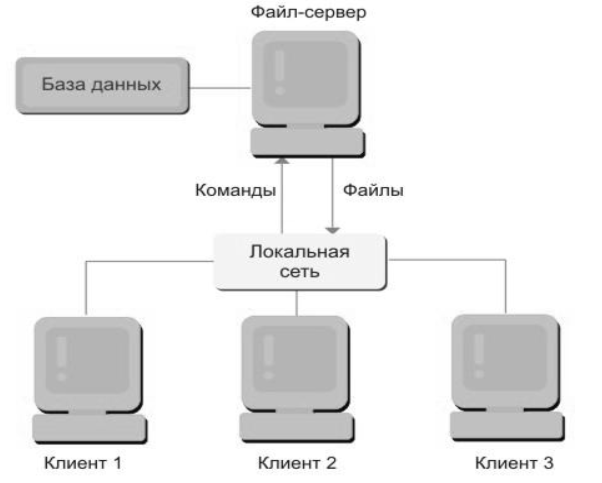 Файл-сервер
База данных
Команды
Файлы
Локальная
сеть
Клиент 1
Клиент 2
Клиент 3